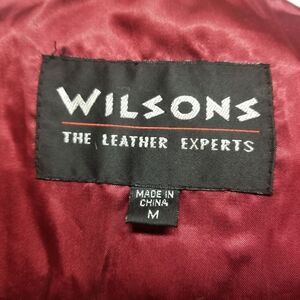 WILSONS
THE LEATHER EXPERTS
MADE IN
CHINA
M